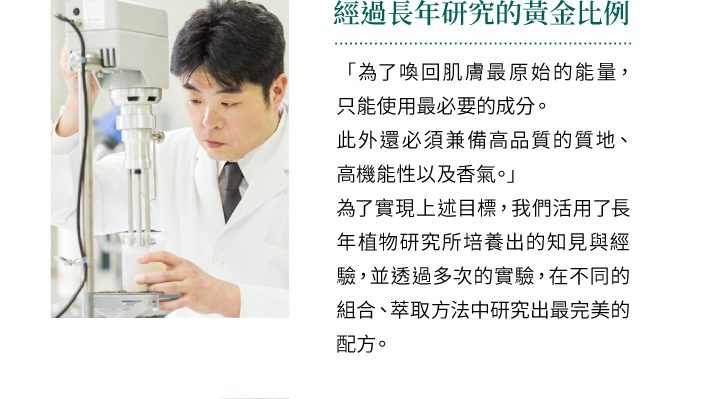 經過長年研究的黃金比例
「為了喚回肌膚最原始的能量，
只能使用最必要的成分。
此外還必須兼備高品質的質地、
高機能性以及香氣。」
為了實現上述目標，我們活用了長
年植物研究所培養出的知見與經
驗，並透過多次的實驗，在不同的
組合、萃取方法中研究出最完美的
配方。